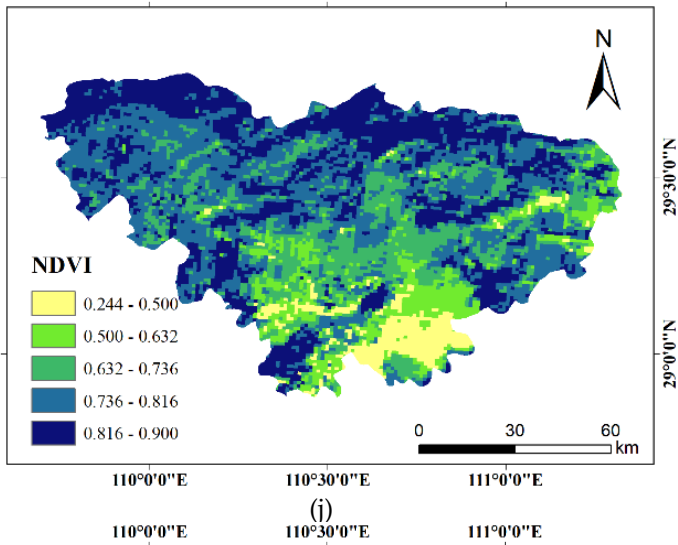 N
29°30'0"N
NDVI
0.244 - 0.500
0.500 - 0.632
0.632 - 0.736
0.736 - 0.816
0.816 - 0.900
29°0'0"N
0 30 60
km
110°0'0"E 110°30'0"E 111°0'0"E
(j)
110°0'0"E 110°30'0"E 111°0'0"E